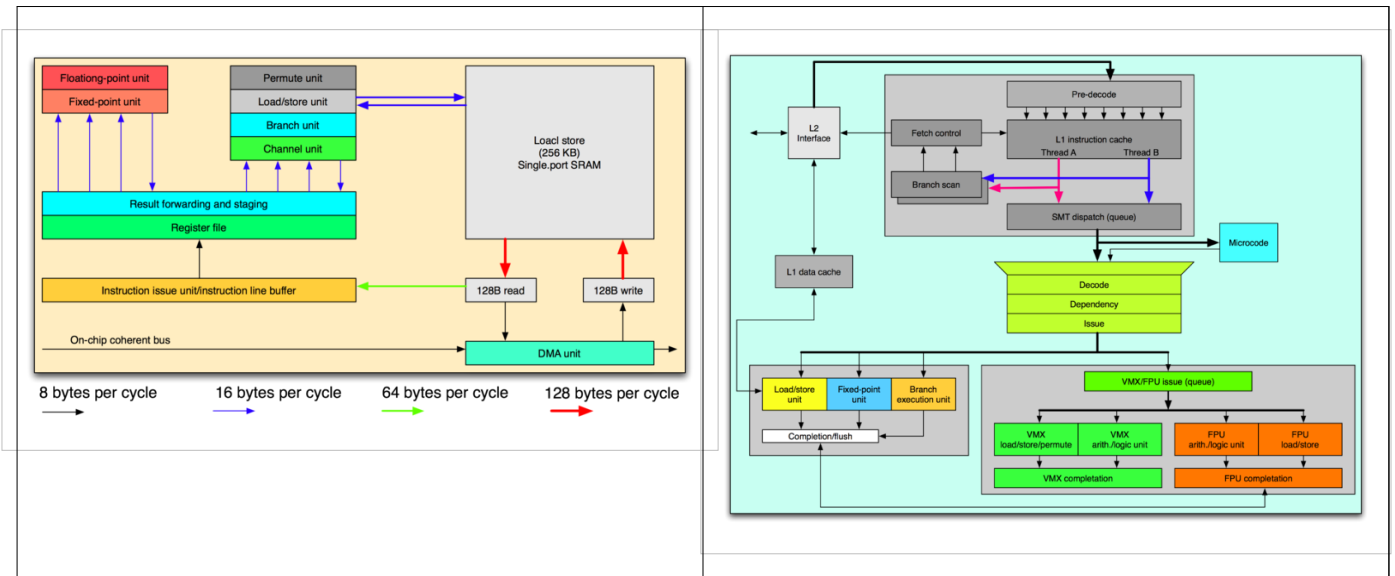 Floationg-point unit
Fixed-point unit
Permute unit
Load/store unit
Branch unit
Channel unit
Loacl store
(256 KB)
Single.port SRAM
Result forwarding and staging
Register file
Instruction issue unit/instruction line buffer
128B read
128B write
On-chip coherent bus
DMA unit
8 bytes per cycle
16 bytes per cycle
64 bytes per cycle
128 bytes per cycle
L2
Interface
Pre-decode
Fetch control
L1 instruction cache
Thread A
Thread B
Branch scan
SMT dispatch (queue)
Microcode
L1 data cache
Decode
Dependency
Issue
Load/store
unit
Fixed-point
unit
Branch
execution unit
Completion/flush
VMX/FPU issue (queue)
VMX
load/store/permute
VMX
arith./logic unit
FPU
arith./logic unit
FPU
load/store
VMX completation
FPU completation